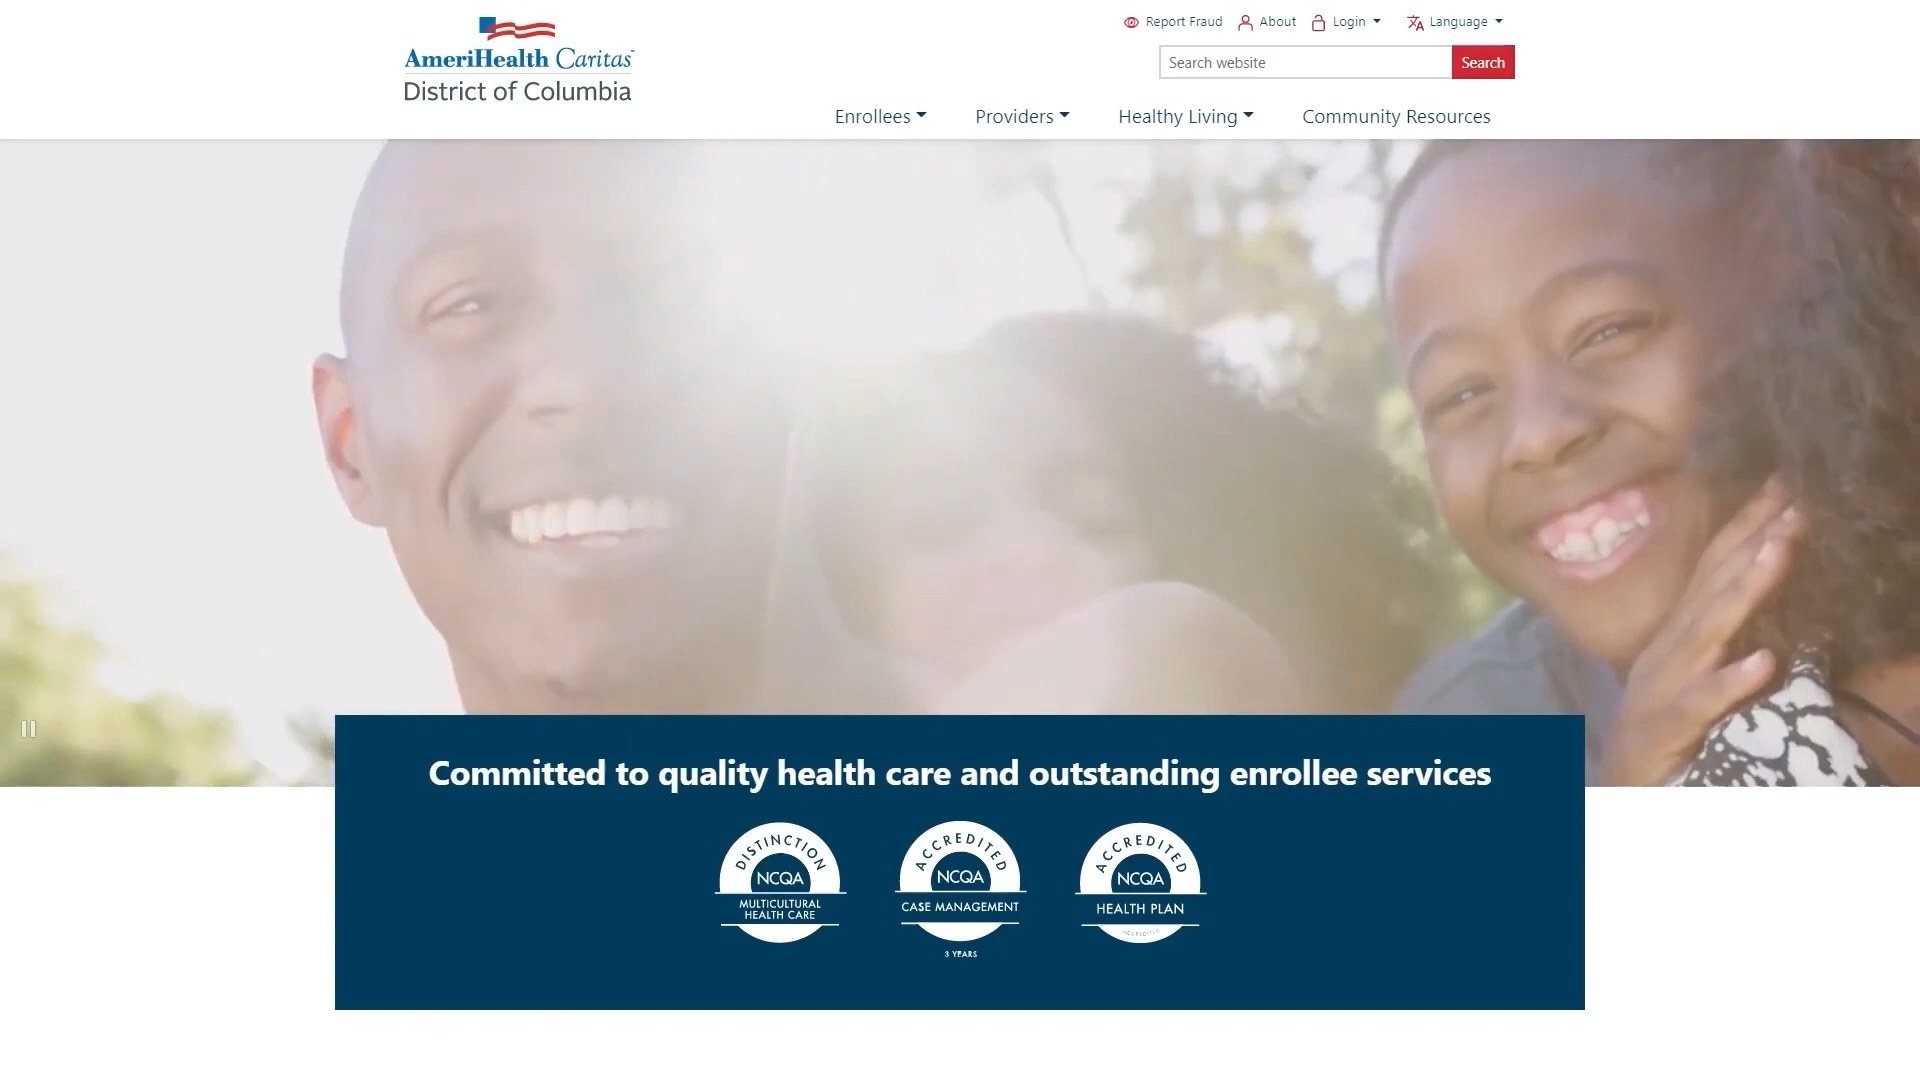 Report Fraud About Login Language
AmeriHealth Caritas
District of Columbia
Search website Search
Enrollees Providers Healthy Living Community Resources
Committed to quality health care and outstanding enrollee services
DISTINCTION
NCQA
MULTICULTURAL
HEALTH CARE
ACCREDITED
NCQA
CASE MANAGEMENT
3 YEARS
ACCREDITED
NCQA
HEALTH PLAN
ACCREDITED